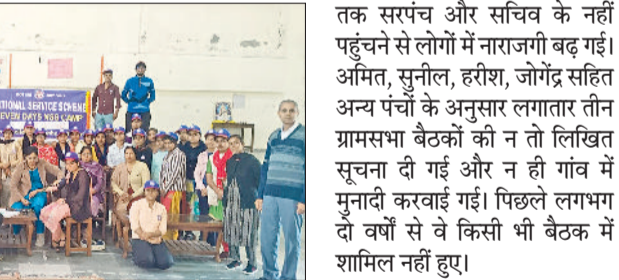 TIONAL SERVICE SCHEME
EVEN DAYS NSS CAMP
तक सरपंच और सचिव के नहीं
पहुंचने से लोगों में नाराजगी बढ़ गई।
अमित, सुनील, हरीश, जोगेंद्र सहित
अन्य पंचों के अनुसार लगातार तीन
ग्रामसभा बैठकों की न तो लिखित
सूचना दी गई और न ही गांव में
मुनादी करवाई गई। पिछले लगभग
दो वर्षों से वे किसी भी बैठक में
शामिल नहीं हुए।